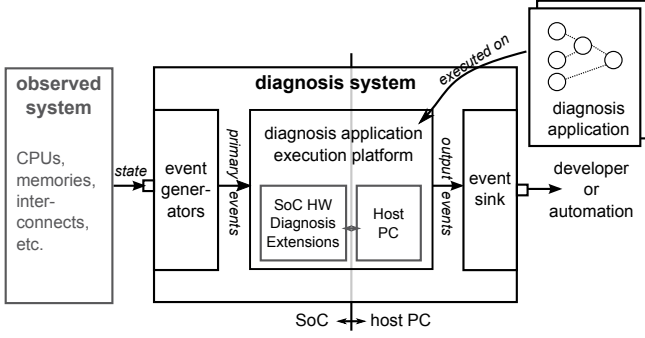 observed
system
CPUs,
memories,
inter-
connects,
etc.
state
diagnosis system
event
gener-
ators
primary
events
diagnosis application
execution platform
SoC HW
Diagnosis
Extensions
Host
PC
output
events
event
sink
executed on
diagnosis
application
developer
or
automation
SoC
host PC